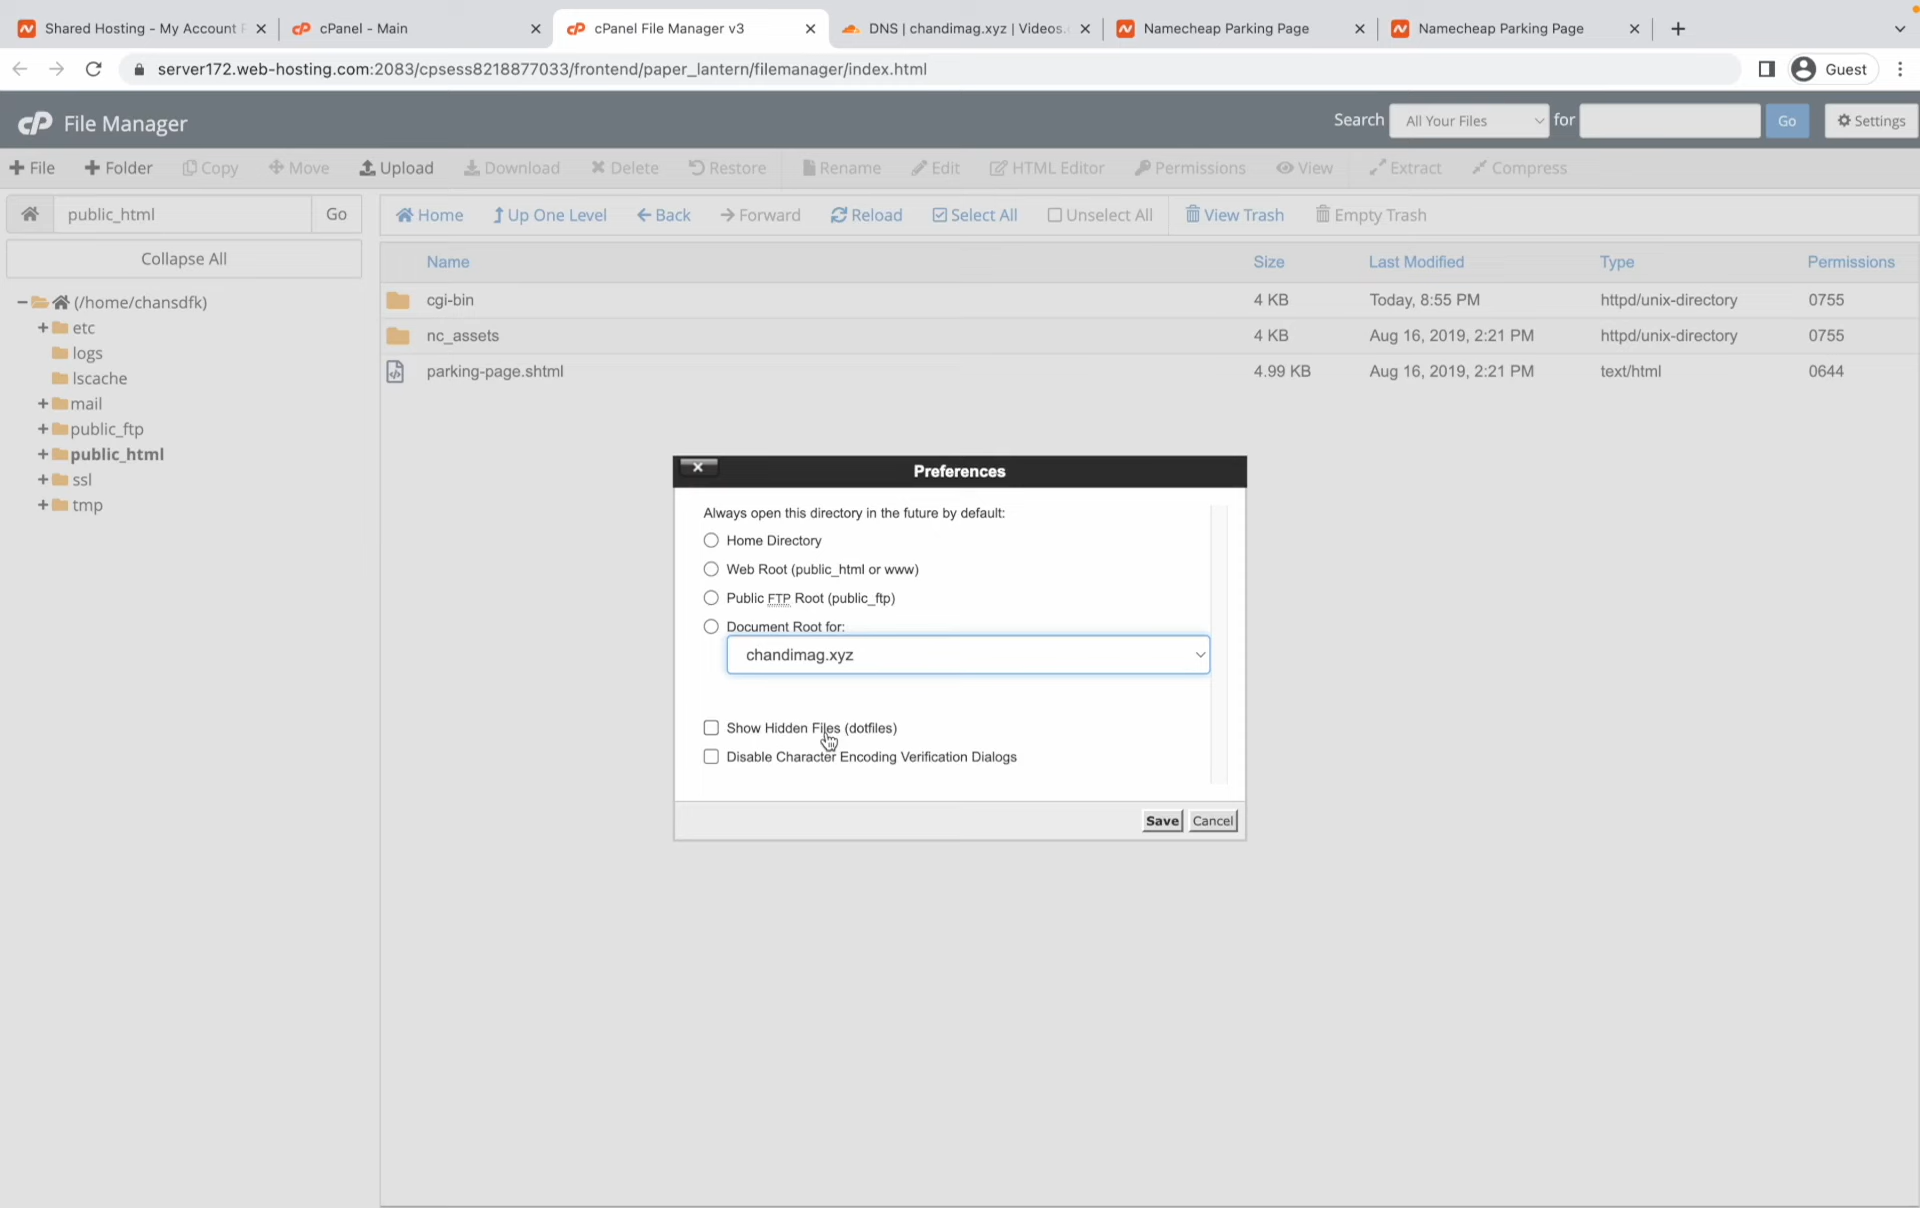 Shared Hosting - My Account
cPanel - Main
cPanel File Manager v3
DNS | chandimag.xyz | Videos.
Namecheap Parking Page
Namecheap Parking Page
server172.web-hosting.com:2083/cpsess8218877033/frontend/paper_lantern/filemanager/index.html
Guest
cP File Manager
Search All Your Files for Go Settings
File Folder Copy Move Upload Download Delete Restore Rename Edit HTML Editor Permissions View Extract Compress
public_html Go
Home Up One Level Back Forward Reload Select All Unselect All View Trash Empty Trash
Collapse All
(/home/chansdfk)
etc
logs
lscache
mail
public_ftp
public_html
ssl
tmp
Name Size Last Modified Type Permissions
cgi-bin 4 KB Today, 8:55 PM httpd/unix-directory 0755
nc_assets 4 KB Aug 16, 2019, 2:21 PM httpd/unix-directory 0755
parking-page.shtml 4.99 KB Aug 16, 2019, 2:21 PM text/html 0644
Preferences
Always open this directory in the future by default:
Home Directory
Web Root (public_html or www)
Public FTP Root (public_ftp)
Document Root for:
chandimag.xyz
Show Hidden Files (dotfiles)
Disable Character Encoding Verification Dialogs
Save Cancel